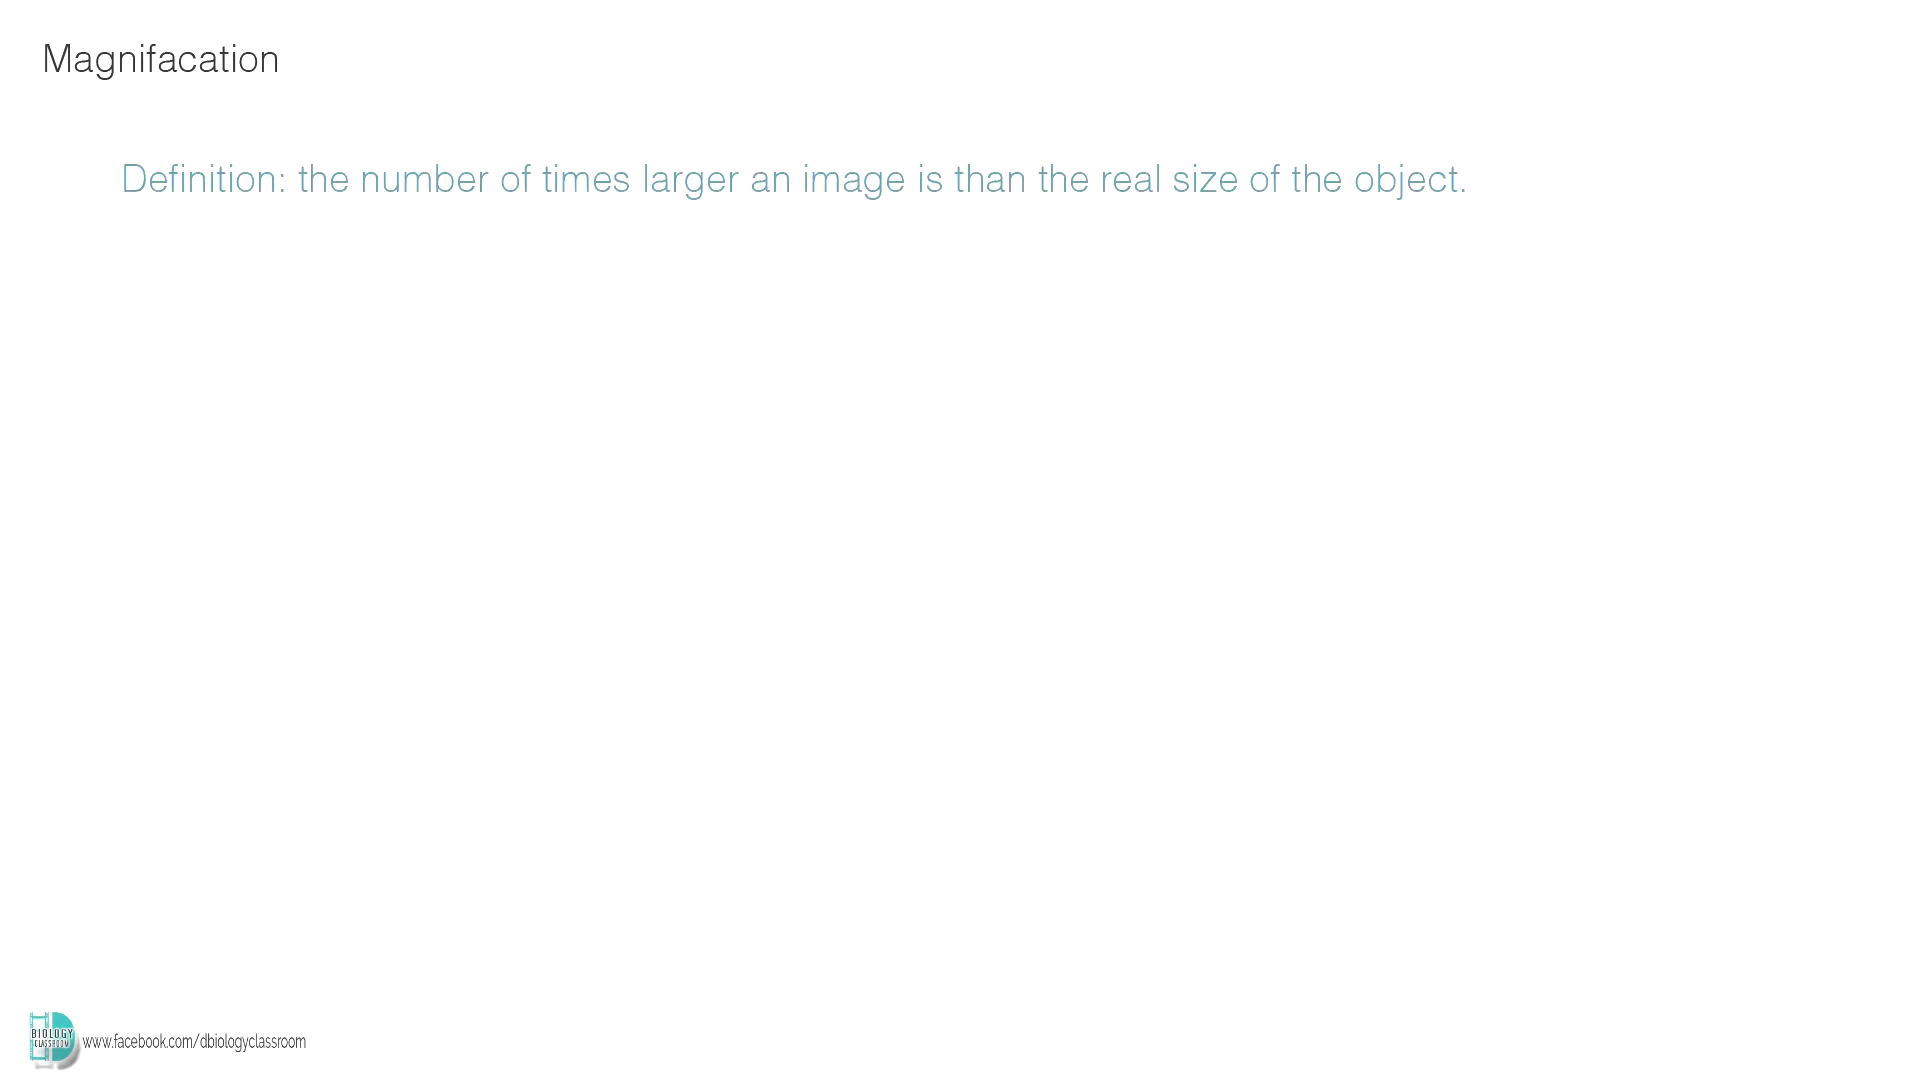 Magnifacation
Definition: the number of times larger an image is than the real size of the object.
BIOLOGY
CLASSROOM
www.facebook.com/dbiologyclassroom